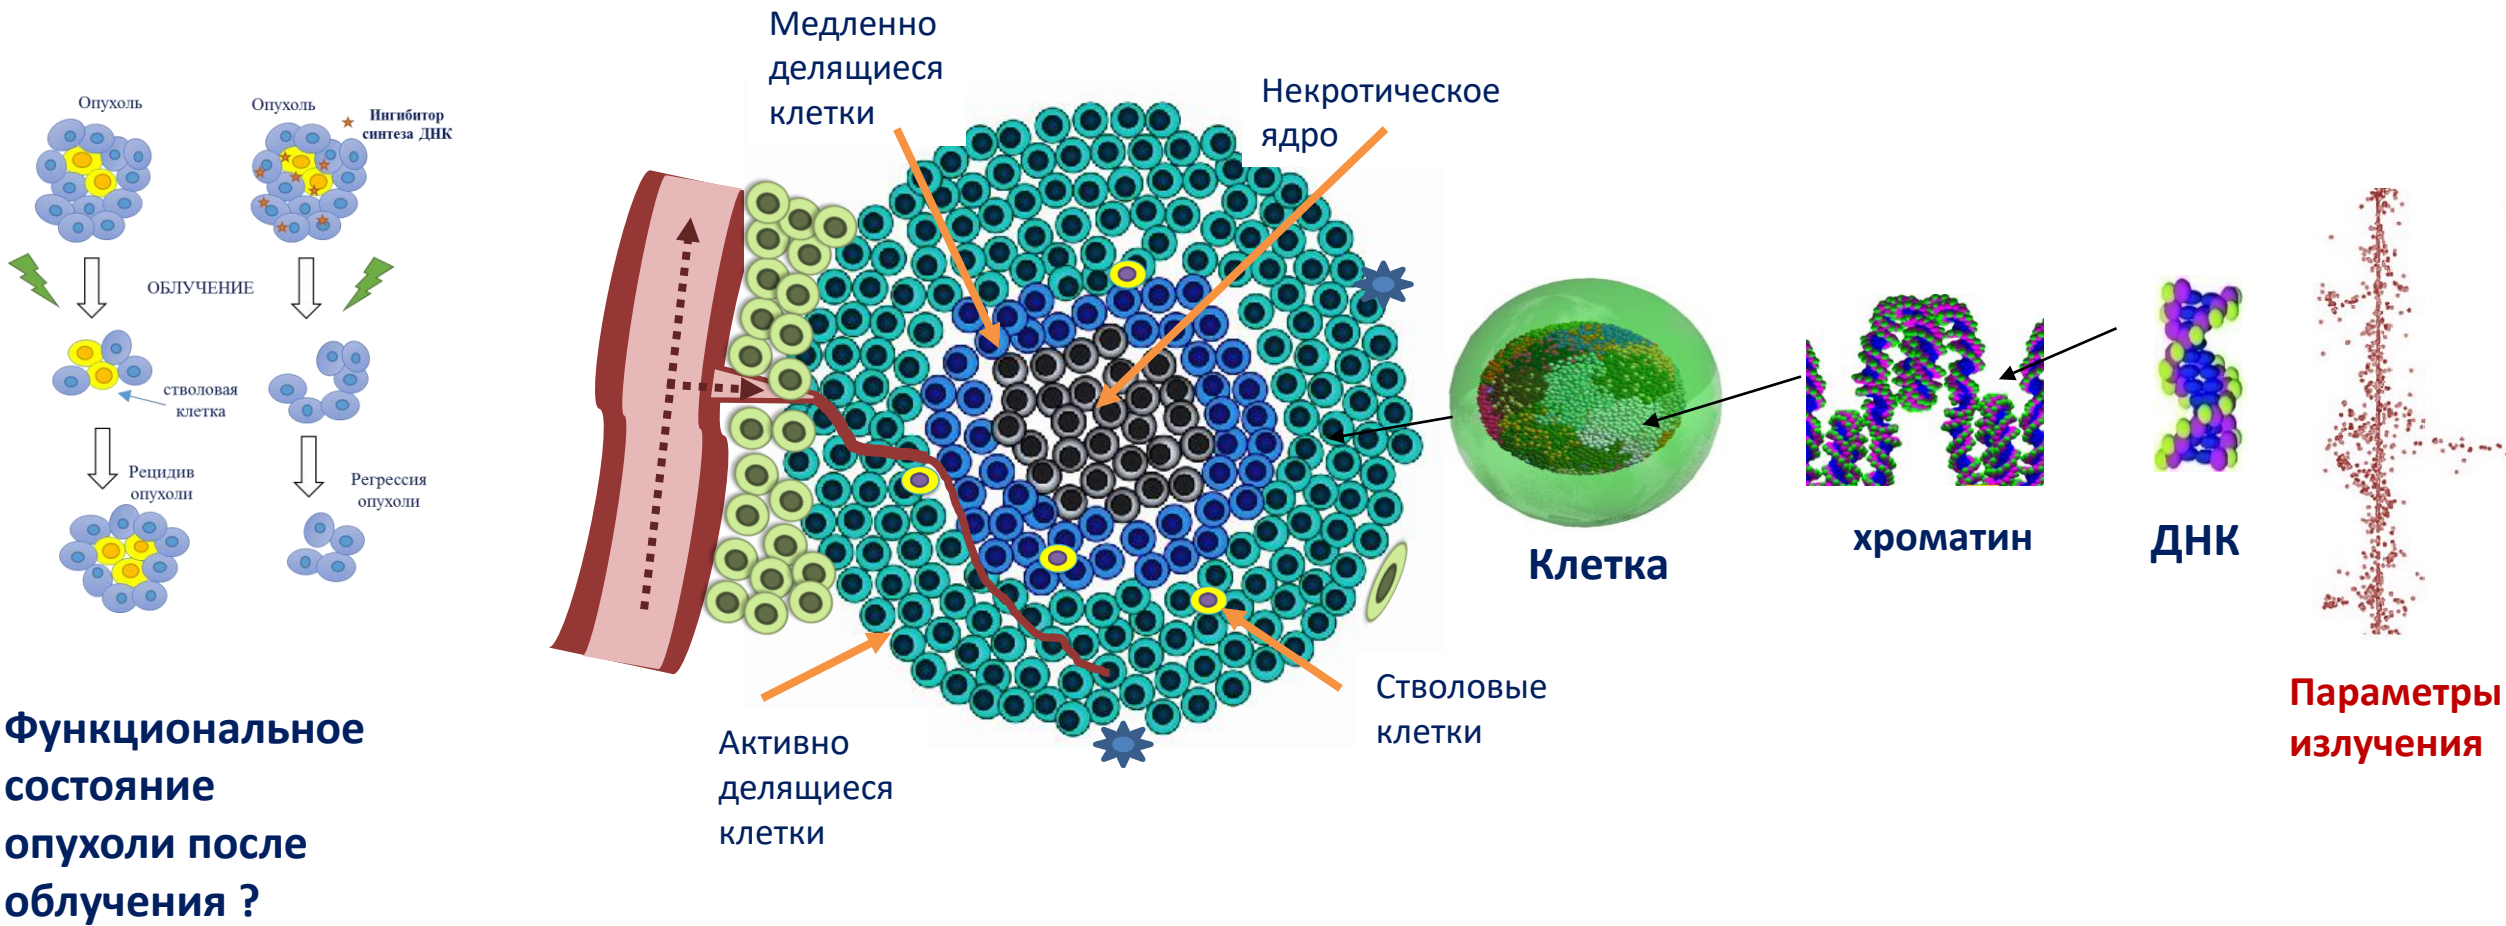 Опухоль
Опухоль
Ингибитор
синтеза ДНК
ОБЛУЧЕНИЕ
стволовая
клетка
Рецидив
опухоли
Регрессия
опухоли
Функциональное
состояние
опухоли после
облучения ?
Медленно
делящиеся
клетки
Некротическое
ядро
Активно
делящиеся
клетки
Стволовые
клетки
Клетка
хроматин
ДНК
Параметры
излучения